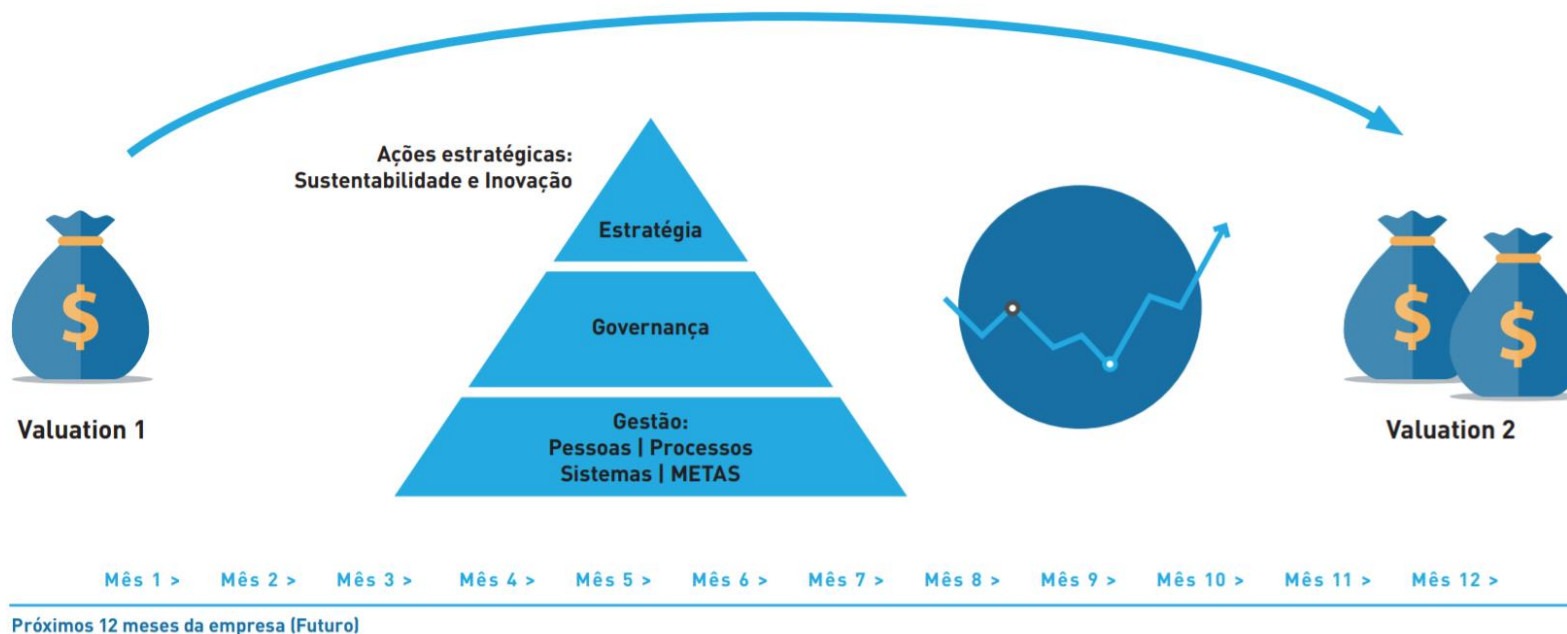 Ações estratégicas:
Sustentabilidade e Inovação
Estratégia
Governança
Gestão:
Pessoas | Processos
Sistemas | METAS
$
Valuation 1
$
$
Valuation 2
Mês 1 > Mês 2 > Mês 3 > Mês 4 > Mês 5 > Mês 6 > Mês 7 > Mês 8 > Mês 9 > Mês 10 > Mês 11 > Mês 12 >
Próximos 12 meses da empresa (Futuro)